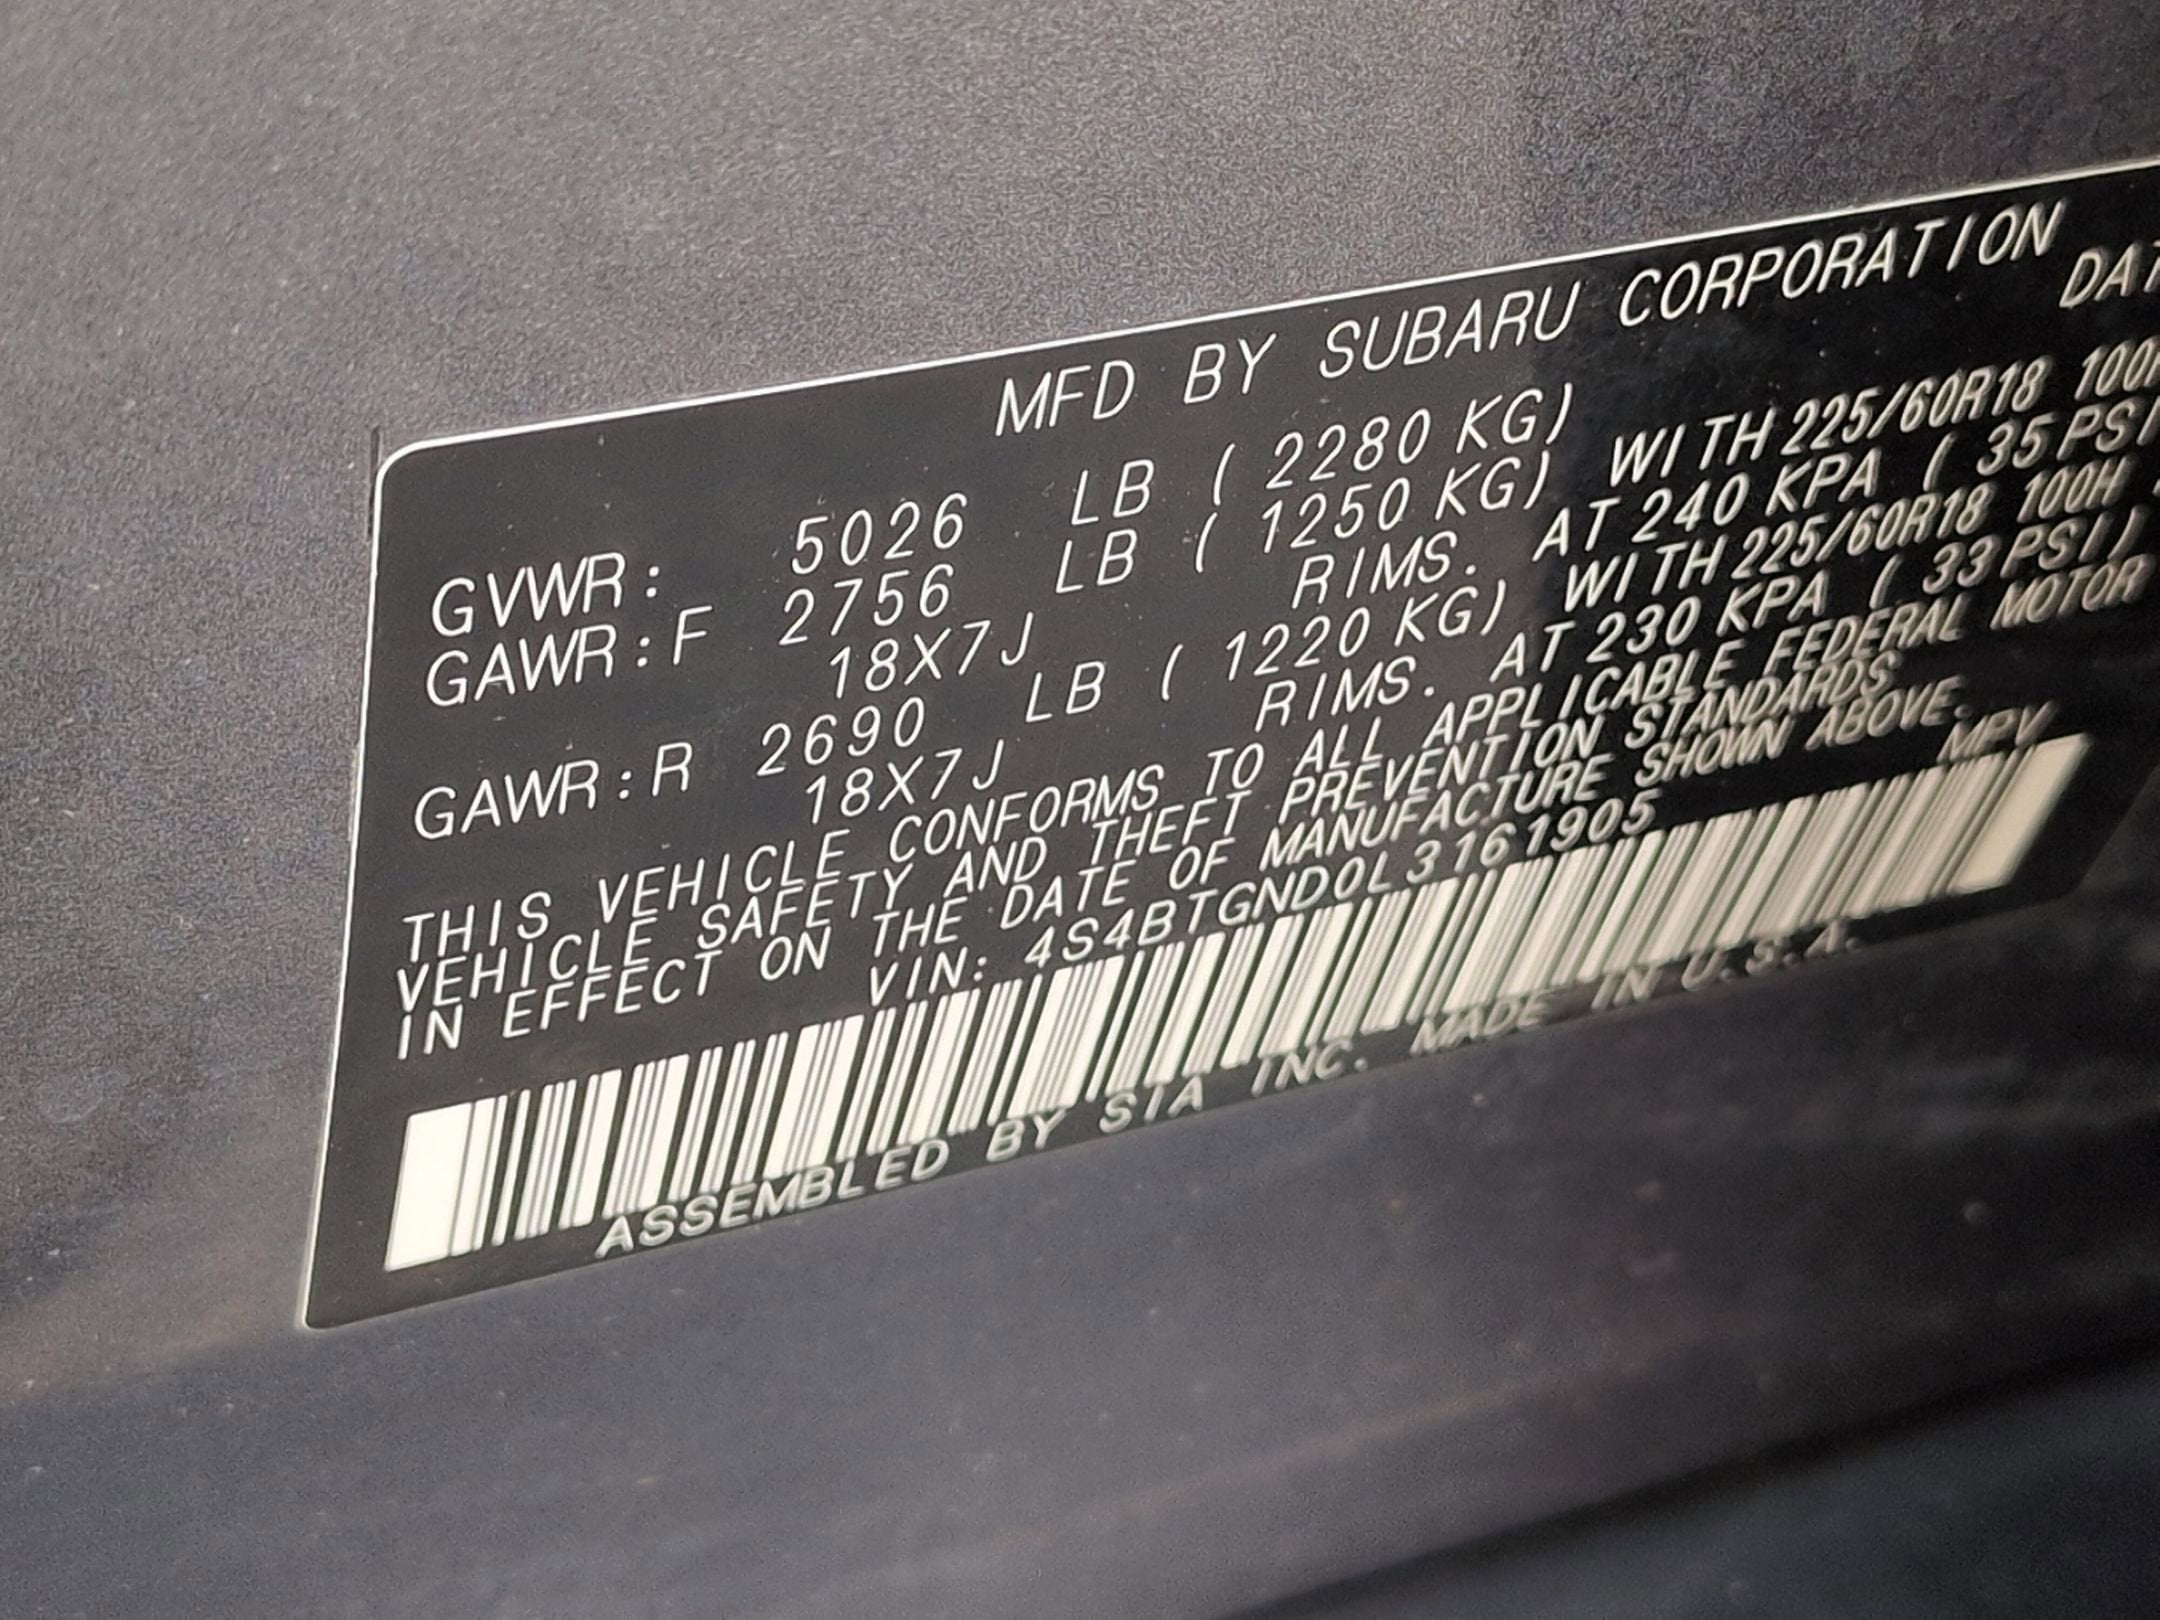 MFD BY SUBARU CORPORATION
DAT
GVWR: 5026 LB ( 2280 KG)
GAWR:F 2756 LB ( 1250 KG) WITH 225/60R18 100H
18X7J RIMS. AT 240 KPA ( 35 PSI
GAWR:R 2690 LB ( 1220 KG) WITH 225/60R18 100H
18X7J RIMS. AT 230 KPA ( 33 PSI)
THIS VEHICLE CONFORMS TO ALL APPLICABLE FEDERAL MOTOR
VEHICLE SAFETY AND THEFT PREVENTION STANDARDS
IN EFFECT ON THE DATE OF MANUFACTURE SHOWN ABOVE.
VIN: 4S4BTGND0L3161905 MPV
ASSEMBLED BY SIA INC. MADE IN U.S.A.